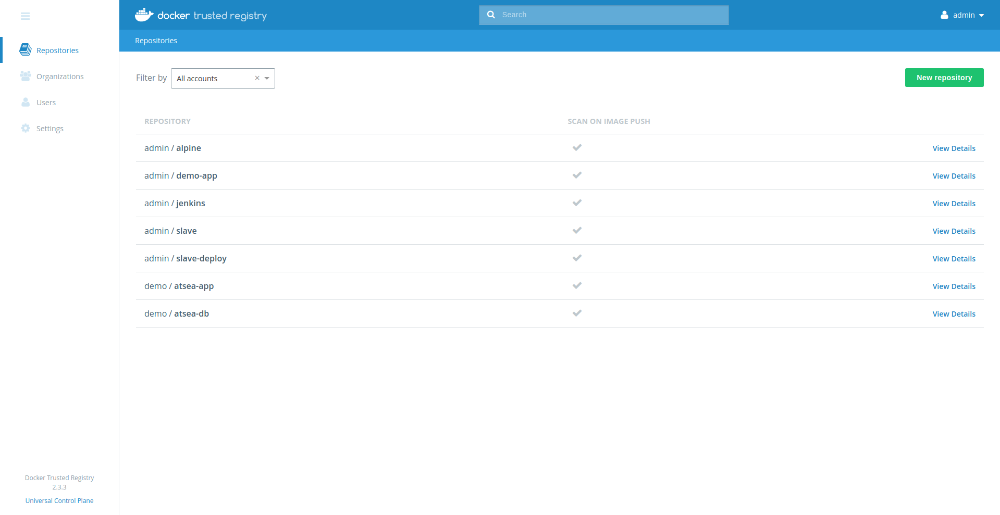 docker trusted registry
Search
admin
Repositories
Organizations
Users
Settings
Repositories
Filter by All accounts ×
New repository
REPOSITORY SCAN ON IMAGE PUSH
admin / alpine View Details
admin / demo-app View Details
admin / jenkins View Details
admin / slave View Details
admin / slave-deploy View Details
demo / atsea-app View Details
demo / atsea-db View Details
Docker Trusted Registry
2.3.3
Universal Control Plane